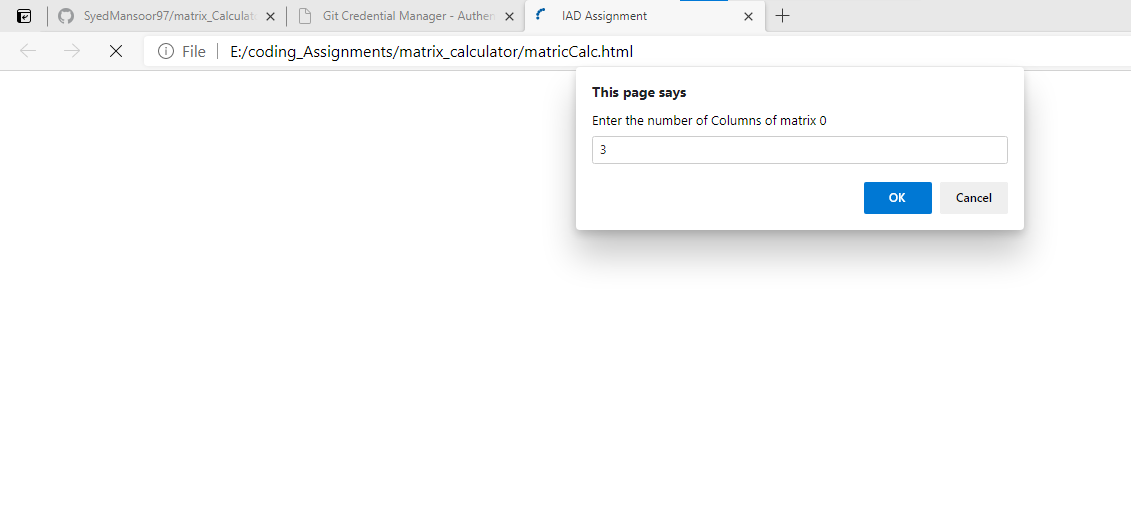 SyedMansoor97/matrix_Calculat
Git Credential Manager - Authen
IAD Assignment
File
E:/coding_Assignments/matrix_calculator/matricCalc.html
This page says
Enter the number of Columns of matrix 0
3
OK
Cancel